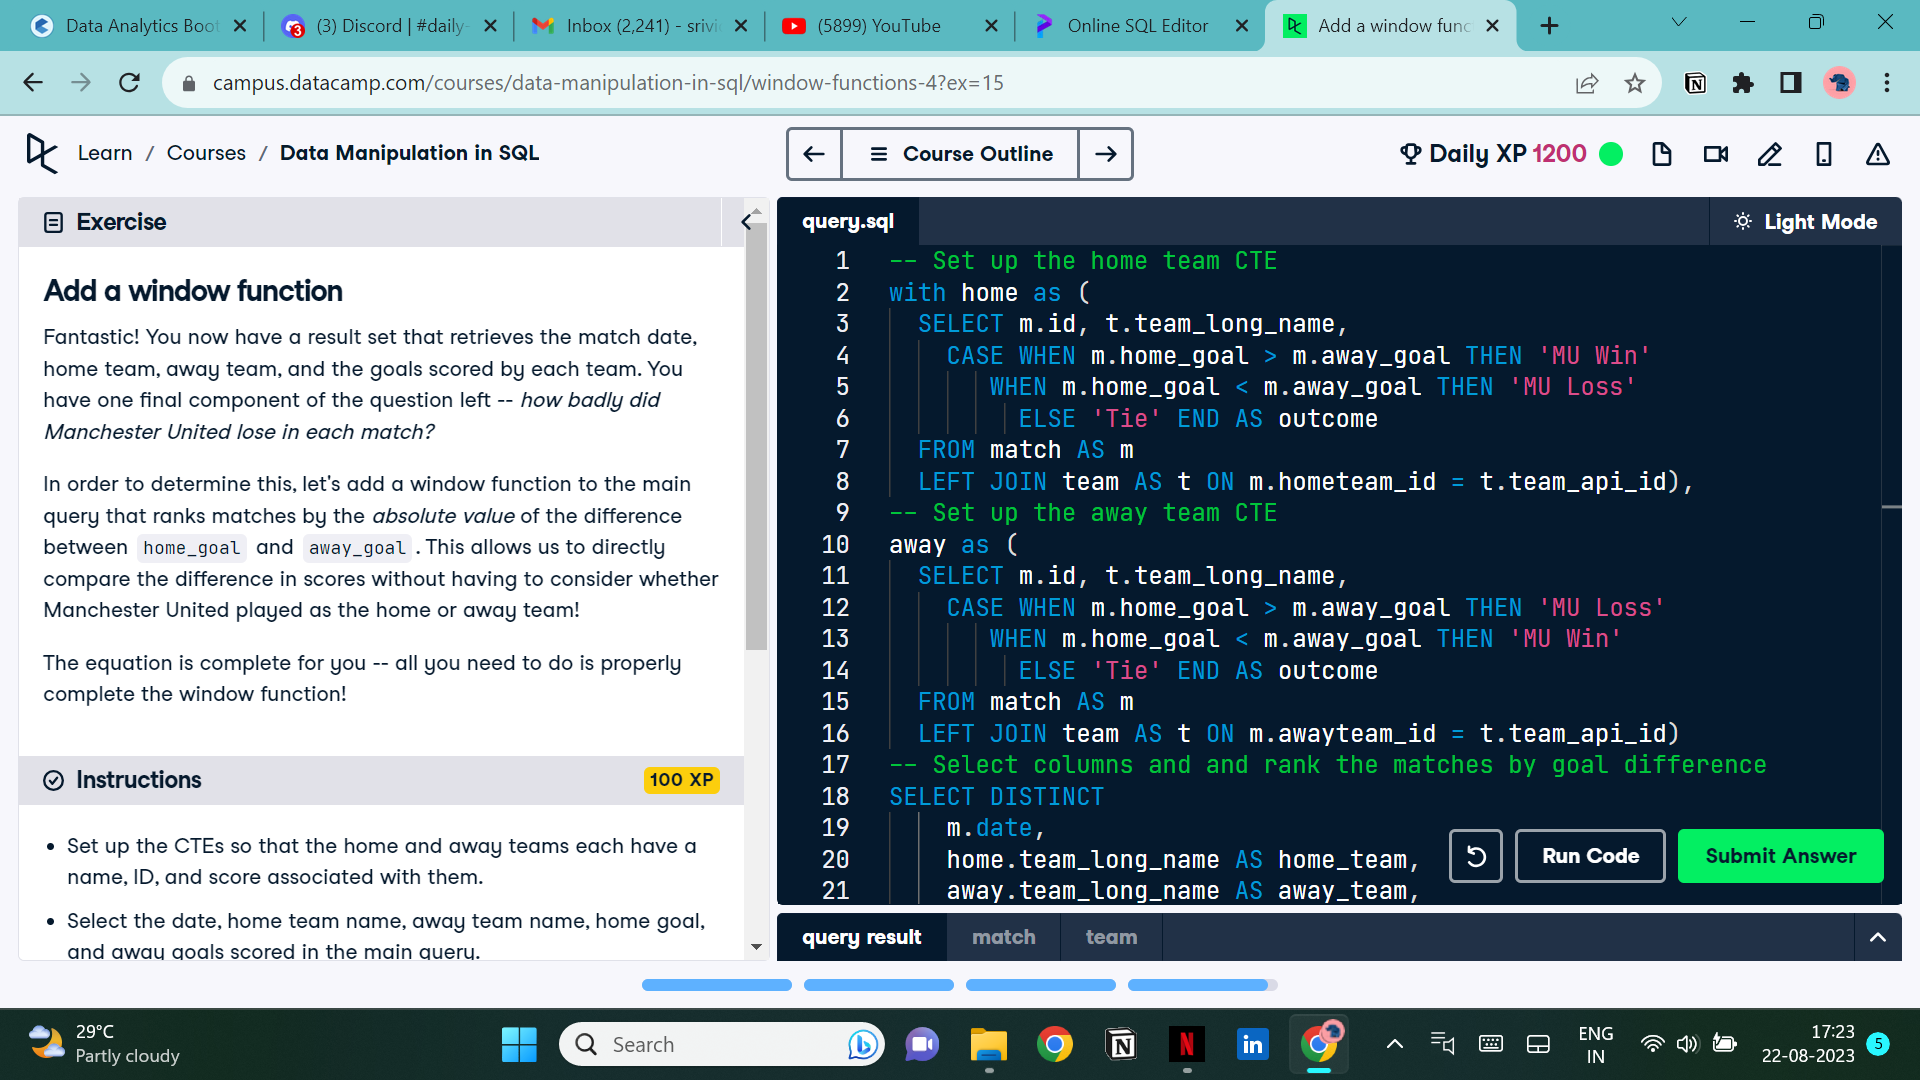 Data Analytics Boot
(3) Discord | #daily-
Inbox (2,241) - srivi
(5899) YouTube
Online SQL Editor
Add a window func
campus.datacamp.com/courses/data-manipulation-in-sql/window-functions-4?ex=15
Learn / Courses / Data Manipulation in SQL
Course Outline
Daily XP 1200
Exercise
Add a window function
Fantastic! You now have a result set that retrieves the match date,
home team, away team, and the goals scored by each team. You
have one final component of the question left -- how badly did
Manchester United lose in each match?
In order to determine this, let's add a window function to the main
query that ranks matches by the absolute value of the difference
between home_goal and away_goal . This allows us to directly
compare the difference in scores without having to consider whether
Manchester United played as the home or away team!
The equation is complete for you -- all you need to do is properly
complete the window function!
Instructions
100 XP
• Set up the CTEs so that the home and away teams each have a
name, ID, and score associated with them.
• Select the date, home team name, away team name, home goal,
and away goals scored in the main query.
query.sql
Light Mode
1 -- Set up the home team CTE
2 with home as (
3 SELECT m.id, t.team_long_name,
4 CASE WHEN m.home_goal > m.away_goal THEN 'MU Win'
5 WHEN m.home_goal < m.away_goal THEN 'MU Loss'
6 ELSE 'Tie' END AS outcome
7 FROM match AS m
8 LEFT JOIN team AS t ON m.hometeam_id = t.team_api_id),
9 -- Set up the away team CTE
10 away as (
11 SELECT m.id, t.team_long_name,
12 CASE WHEN m.home_goal > m.away_goal THEN 'MU Loss'
13 WHEN m.home_goal < m.away_goal THEN 'MU Win'
14 ELSE 'Tie' END AS outcome
15 FROM match AS m
16 LEFT JOIN team AS t ON m.awayteam_id = t.team_api_id)
17 -- Select columns and and rank the matches by goal difference
18 SELECT DISTINCT
19 m.date,
20 home.team_long_name AS home_team,
21 away.team_long_name AS away_team,
Run Code
Submit Answer
query result
match
team
29°C
Partly cloudy
Search
ENG
IN
17:23
22-08-2023
5